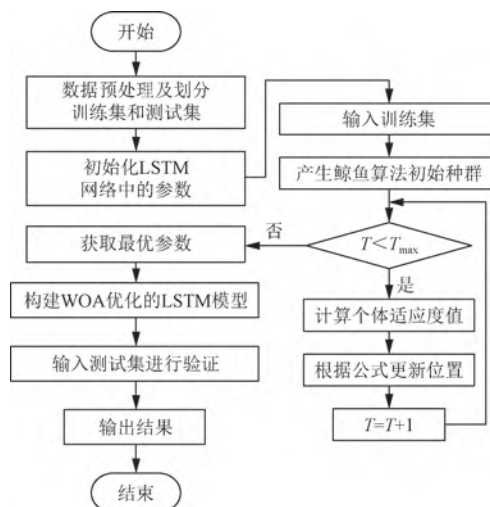 开始
数据预处理及划分
训练集和测试集
初始化LSTM
网络中的参数
输入训练集
产生鲸鱼算法初始种群
T<Tmax
否
是
计算个体适应度值
根据公式更新位置
T=T+1
获取最优参数
构建WOA优化的LSTM模型
输入测试集进行验证
输出结果
结束